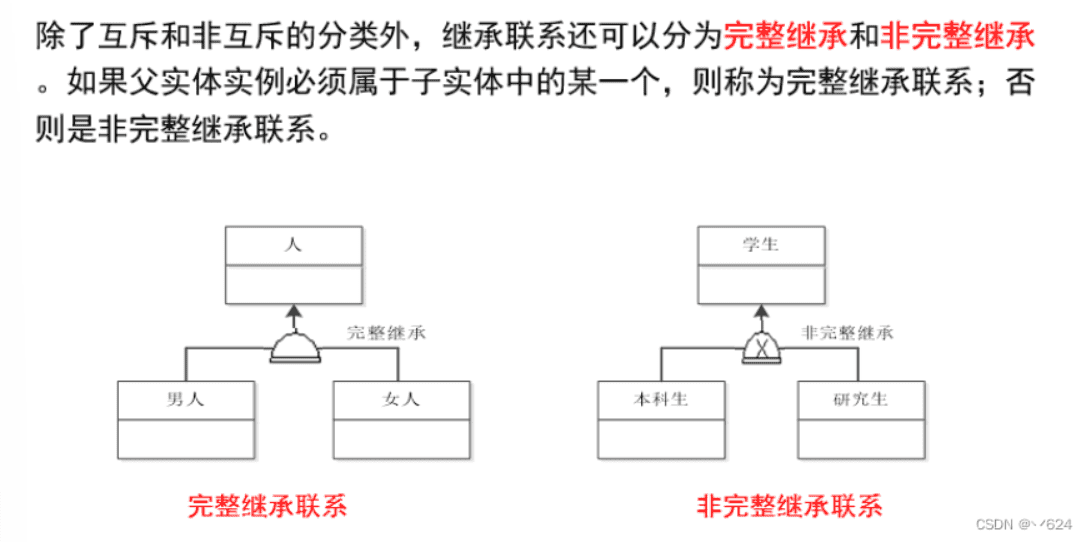 除了互斥和非互斥的分类外，继承联系还可以分为完整继承和非完整继承
。如果父实体实例必须属于子实体中的某一个，则称为完整继承联系；否
则是非完整继承联系。
人
学生
完整继承
非完整继承
X
男人
女人
本科生
研究生
完整继承联系
非完整继承联系
CSDN @丷624